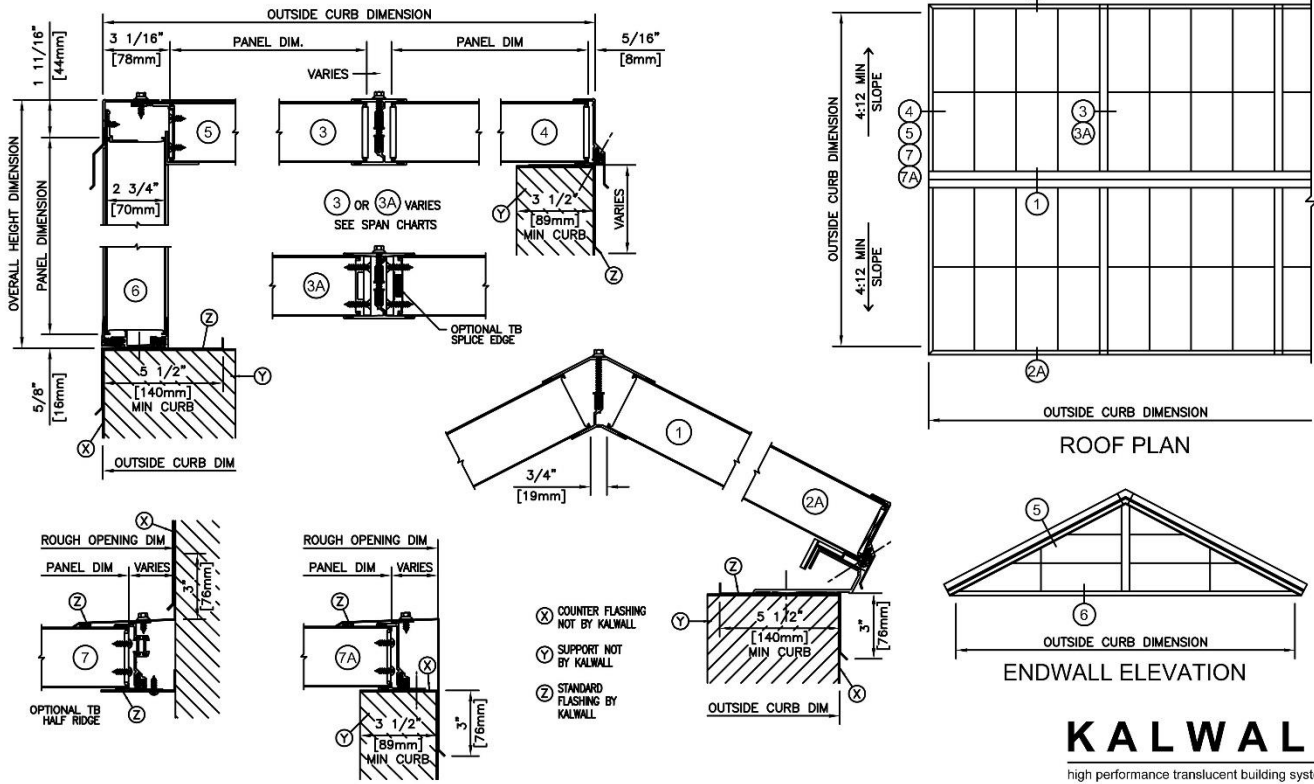 OUTSIDE CURB DIMENSION
3 1/16"
[78mm]
PANEL DIM.
PANEL DIM
5/16"
[8mm]
1 11/16"
[44mm]
VARIES
OVERALL HEIGHT DIMENSION
PANEL DIMENSION
5
3
4
2 3/4"
[70mm]
3 OR 3A VARIES
SEE SPAN CHARTS
Y
3 1/2"
[89mm]
MIN CURB
VARIES
Z
6
3A
OPTIONAL TB
SPLICE EDGE
Z
5/8"
[16mm]
5 1/2"
[140mm]
MIN CURB
Y
X
OUTSIDE CURB DIM
1
3/4"
[19mm]
2A
Z
Y
5 1/2"
[140mm]
MIN CURB
3"
[76mm]
X
OUTSIDE CURB DIM
X
ROUGH OPENING DIM
PANEL DIM
VARIES
3"
[76mm]
Z
7
Z
OPTIONAL TB
HALF RIDGE
ROUGH OPENING DIM
PANEL DIM
VARIES
Z
7A
X
Y
3 1/2"
[89mm]
MIN CURB
3"
[76mm]
X COUNTER FLASHING
NOT BY KALWALL
Y SUPPORT NOT
BY KALWALL
Z STANDARD
FLASHING BY
KALWALL
OUTSIDE CURB DIMENSION
4:12 MIN
SLOPE
4
5
7
7A
3
3A
1
4:12 MIN
SLOPE
2A
OUTSIDE CURB DIMENSION
ROOF PLAN
5
6
OUTSIDE CURB DIMENSION
ENDWALL ELEVATION
KALWAL
high performance translucent building syst